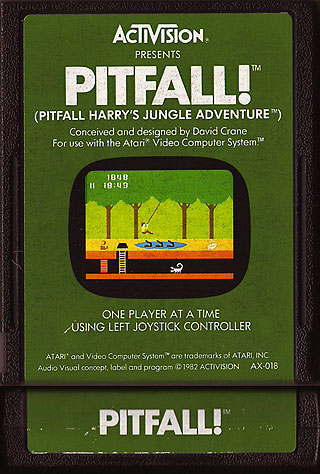 ACTIVISION®
PRESENTS
PITFALL!™
(PITFALL HARRY'S JUNGLE ADVENTURE™)
Conceived and designed by David Crane
For use with the Atari® Video Computer System™
1848
II 18:49
ONE PLAYER AT A TIME
USING LEFT JOYSTICK CONTROLLER
ATARI® and Video Computer System™ are trademarks of ATARI, INC.
Audio Visual concept, label and program ©1982 ACTIVISION AX-018
PITFALL!™